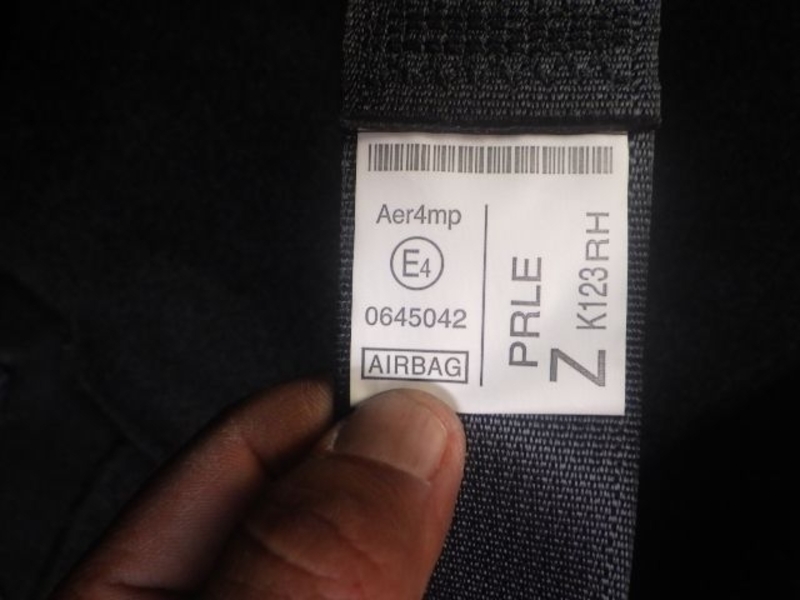 Aer4mp
E4
0645042
AIRBAG
PRLE
Z
K123RH